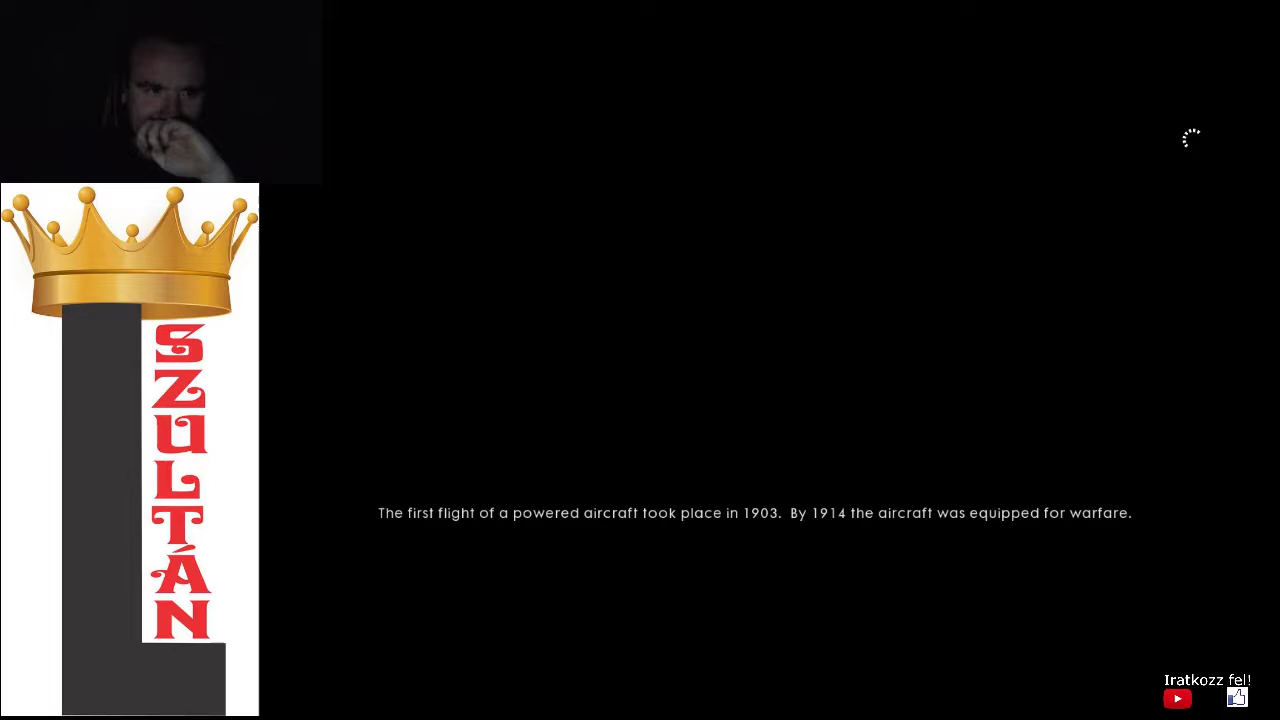 L
SZULTÁN
The first flight of a powered aircraft took place in 1903.  By 1914 the aircraft was equipped for warfare.
Iratkozz fel!